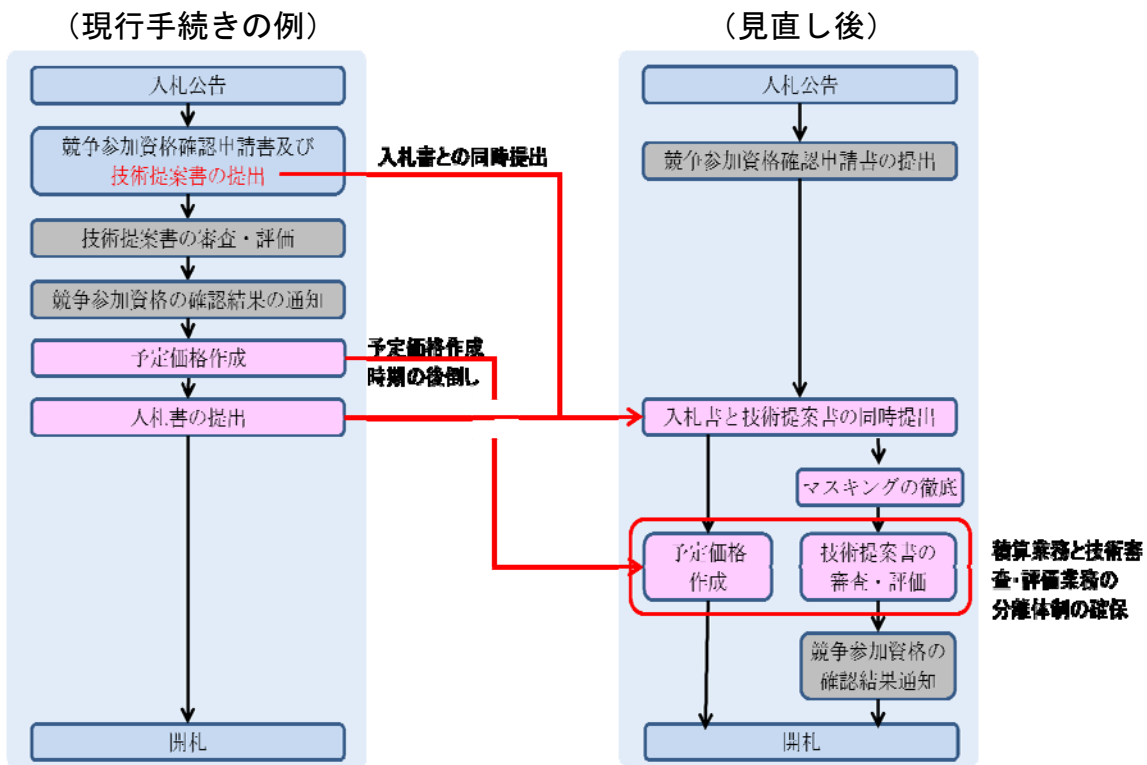 （現行手続きの例）
入札公告
競争参加資格確認申請書及び
技術提案書の提出
技術提案書の審査・評価
競争参加資格の確認結果の通知
予定価格作成
入札書の提出
開札
入札書との同時提出
予定価格作成
時期の後倒し
（見直し後）
入札公告
競争参加資格確認申請書の提出
入札書と技術提案書の同時提出
マスキングの徹底
予定価格
作成
技術提案書の
審査・評価
積算業務と技術審
査・評価業務の
分離体制の確保
競争参加資格の
確認結果通知
開札